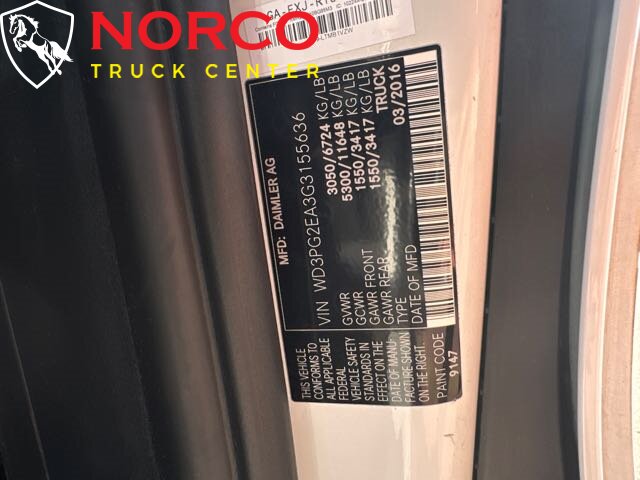 NORCO
TRUCK CENTER
MFD: DAIMLER AG
VIN WD3PG2EA3G3155636
GVWR 3050/6724 KG/LB
GCWR 5300/11648 KG/LB
GAWR FRONT 1550/3417 KG/LB
GAWR REAR 1550/3417 KG/LB
TYPE TRUCK
DATE OF MFD 03/2016
THIS VEHICLE
CONFORMS TO
ALL APPLICABLE
FEDERAL
VEHICLE SAFETY
STANDARDS IN
EFFECT ON THE
DATE OF MANU-
FACTURE SHOWN
ON THE RIGHT.
PAINT CODE
9147